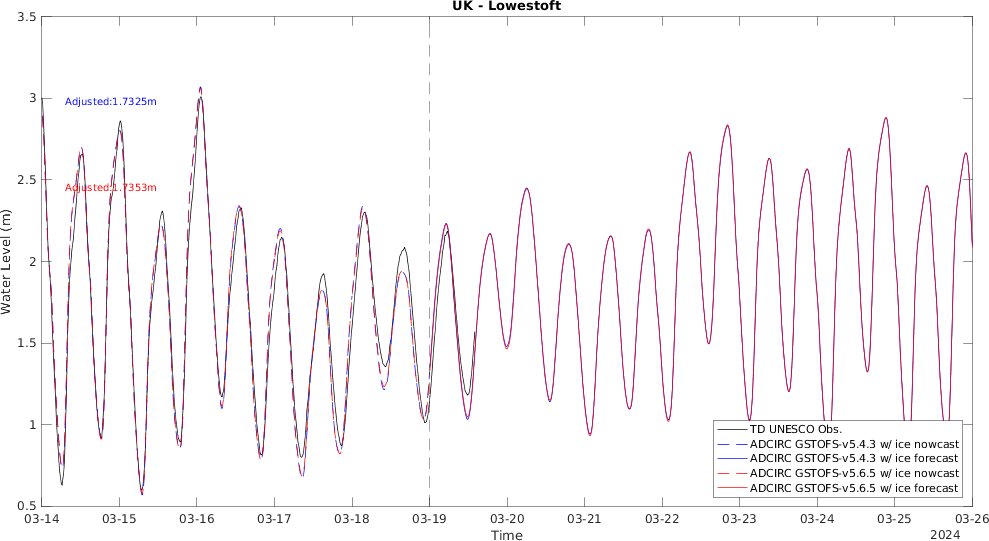 UK - Lowestoft
3.5
3
2.5
2
1.5
1
0.5
Water Level (m)
Adjusted:1.7325m
Adjusted:1.7353m
TD UNESCO Obs.
ADCIRC GSTOFS-v5.4.3 w/ ice nowcast
ADCIRC GSTOFS-v5.4.3 w/ ice forecast
ADCIRC GSTOFS-v5.6.5 w/ ice nowcast
ADCIRC GSTOFS-v5.6.5 w/ ice forecast
03-14 03-15 03-16 03-17 03-18 03-19 03-20 03-21 03-22 03-23 03-24 03-25 03-26
Time
2024